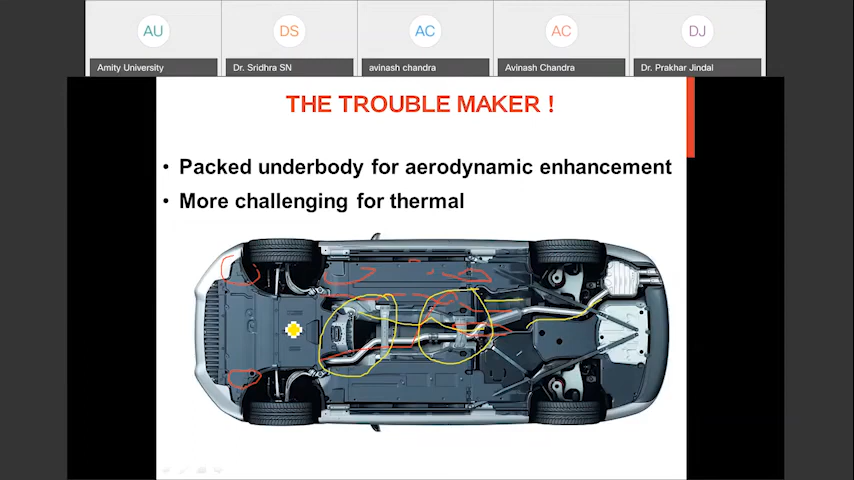 AU
DS
AC
AC
DJ
Amity University
Dr. Sridhra SN
avinash chandra
Avinash Chandra
Dr. Prakhar Jindal
THE TROUBLE MAKER !
• Packed underbody for aerodynamic enhancement
• More challenging for thermal